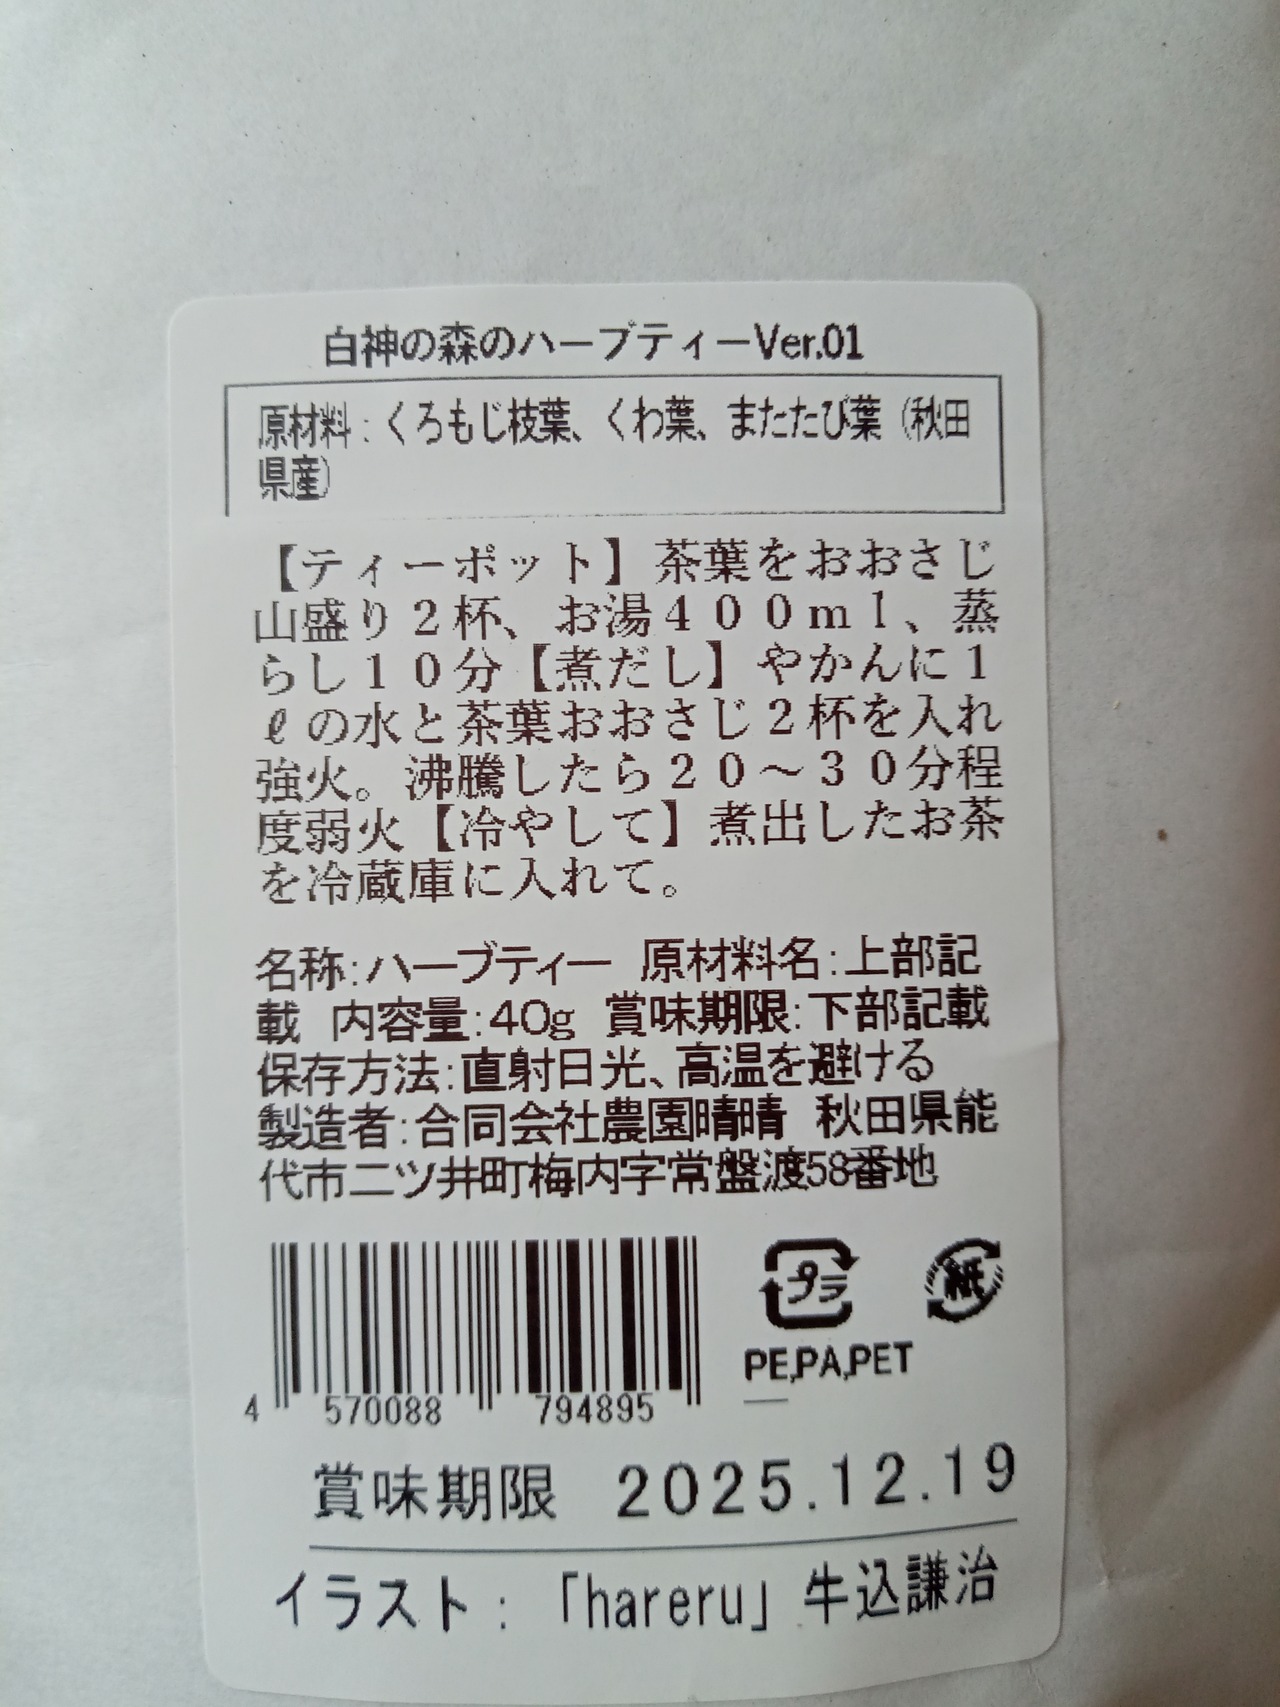 白神の森のハーブティーVer.01
原材料：くろもじ枝葉、くわ葉、またたび葉（秋田
県産）
【ティーポット】茶葉をおおさじ
山盛り２杯、お湯４００ｍｌ、蒸
らし１０分【煮だし】やかんに１
ℓの水と茶葉おおさじ２杯を入れ
強火。沸騰したら２０～３０分程
度弱火【冷やして】煮出したお茶
を冷蔵庫に入れて。
名称:ハーブティー 原材料名:上部記
載 内容量:40g 賞味期限:下部記載
保存方法:直射日光、高温を避ける
製造者:合同会社農園晴晴 秋田県能
代市二ツ井町梅内字常盤渡58番地
プラ 紙
PE,PA,PET
4 570088 794895
賞味期限 2025.12.19
イラスト：「hareru」牛込謙治